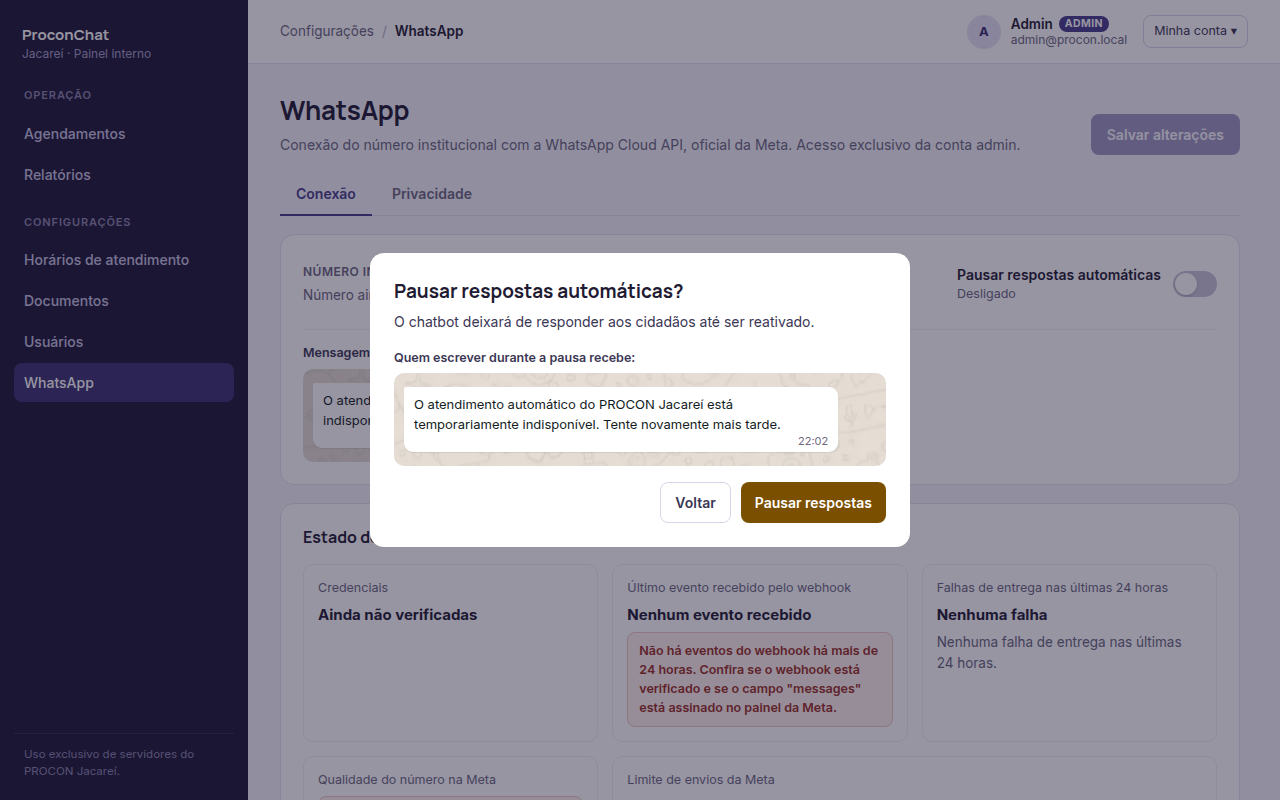 ProconChat
Jacareí · Painel interno
OPERAÇÃO
Agendamentos
Relatórios
CONFIGURAÇÕES
Horários de atendimento
Documentos
Usuários
WhatsApp
Uso exclusivo de servidores do
PROCON Jacareí.
Configurações / WhatsApp
A
Admin ADMIN
admin@procon.local
Minha conta ▾
WhatsApp
Conexão do número institucional com a WhatsApp Cloud API, oficial da Meta. Acesso exclusivo da conta admin.
Salvar alterações
Conexão
Privacidade
Número
Pausar respostas automáticas
Desligado
Mensagem
Pausar respostas automáticas?
O chatbot deixará de responder aos cidadãos até ser reativado.
Quem escrever durante a pausa recebe:
O atendimento automático do PROCON Jacareí está
temporariamente indisponível. Tente novamente mais tarde.
22:02
Voltar
Pausar respostas
Estado
Credenciais
Ainda não verificadas
Último evento recebido pelo webhook
Nenhum evento recebido
Não há eventos do webhook há mais de
24 horas. Confira se o webhook está
verificado e se o campo "messages"
está assinado no painel da Meta.
Falhas de entrega nas últimas 24 horas
Nenhuma falha
Nenhuma falha de entrega nas últimas
24 horas.
Qualidade do número na Meta
Limite de envios da Meta